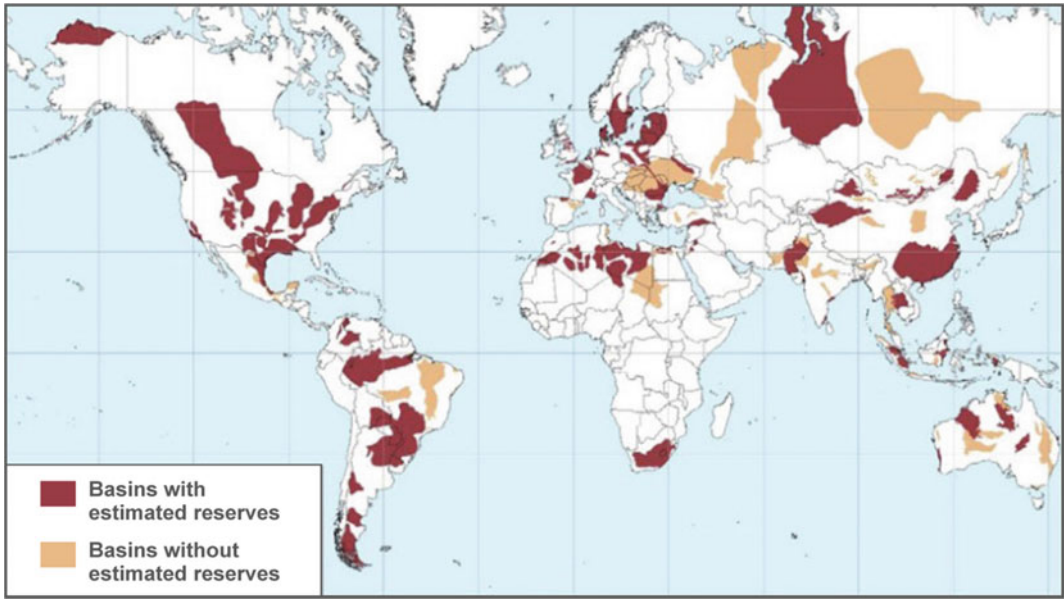 Basins with
estimated reserves
Basins without
estimated reserves